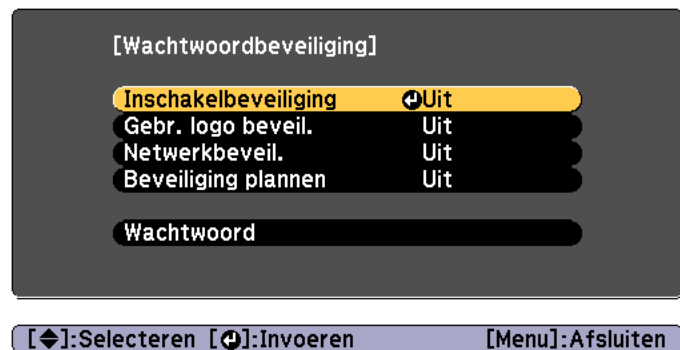 [Wachtwoordbeveiliging]
Inschakelbeveiliging Uit
Gebr. logo beveil. Uit
Netwerkbeveil. Uit
Beveiliging plannen Uit
Wachtwoord
[◆]:Selecteren [⏎]:Invoeren [Menu]:Afsluiten